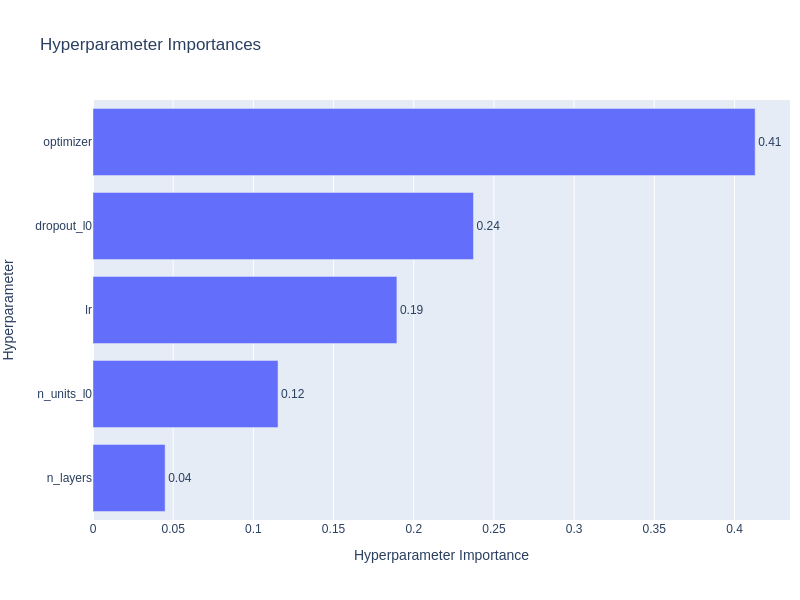 Hyperparameter Importances
Hyperparameter
optimizer
0.41
dropout_l0
0.24
lr
0.19
n_units_l0
0.12
n_layers
0.04
0
0.05
0.1
0.15
0.2
0.25
0.3
0.35
0.4
Hyperparameter Importance